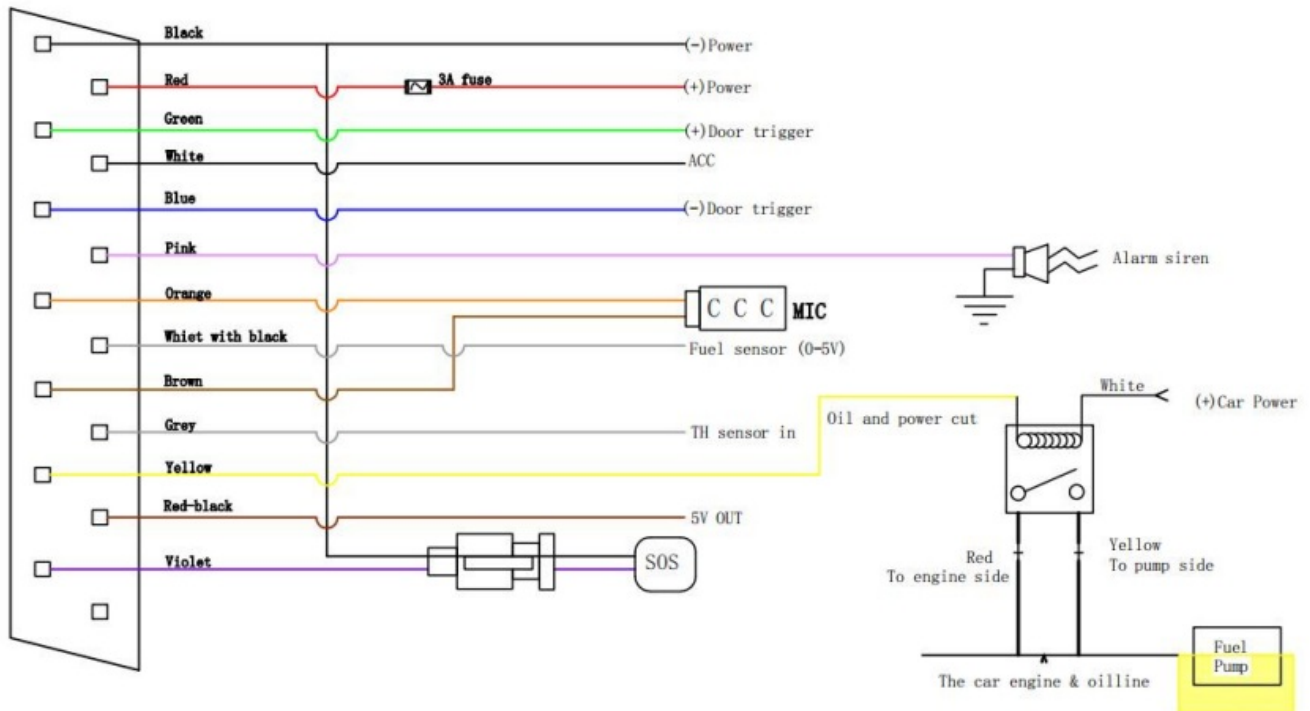 Black
(-)Power
Red
3A fuse
(+)Power
Green
(+)Door trigger
White
ACC
Blue
(-)Door trigger
Pink
Alarm siren
Orange
C C C
MIC
Whiet with black
Fuel sensor (0-5V)
Brown
White
(+)Car Power
Oil and power cut
Grey
TH sensor in
Yellow
Red-black
5V OUT
Violet
SOS
Red
To engine side
Yellow
To pump side
Fuel
Pump
The car engine & oilline